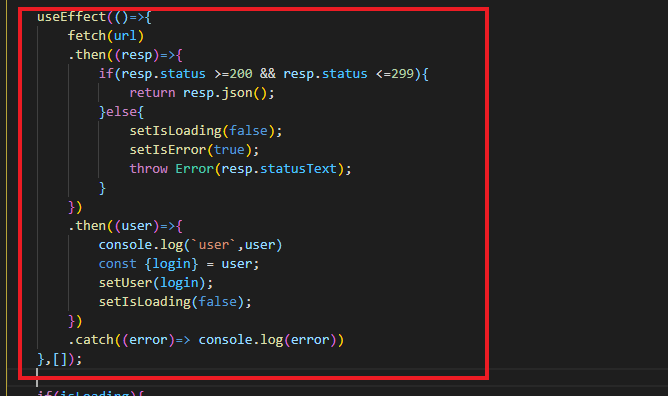 useEffect(()=>{
fetch(url)
.then((resp)=>{
if(resp.status >=200 && resp.status <=299){
return resp.json();
}else{
setIsLoading(false);
setIsError(true);
throw Error(resp.statusText);
}
})
.then((user)=>{
console.log(`user`,user)
const {login} = user;
setUser(login);
setIsLoading(false);
})
.catch((error)=> console.log(error))
},[]);
if(isLoading){